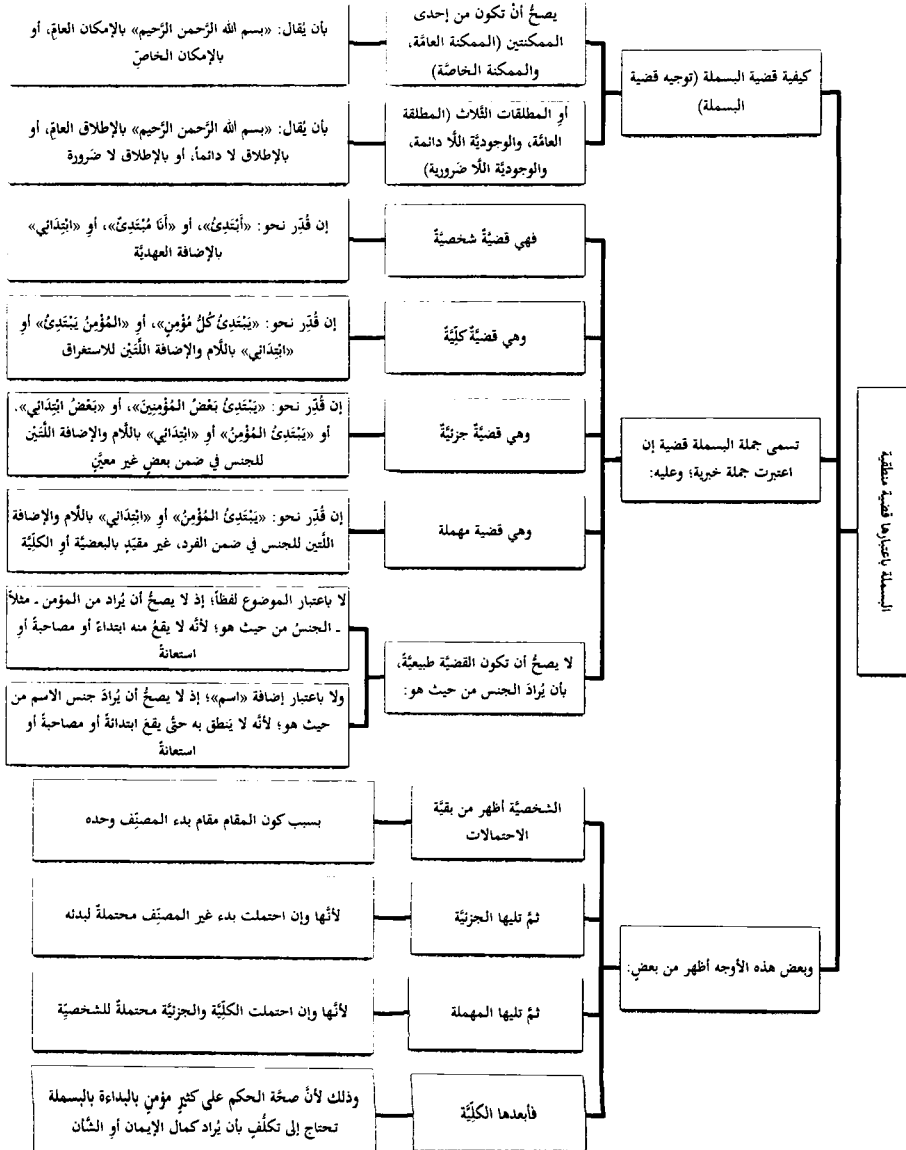 البسملة باعتبارها قضية منطقية
كيفية قضية البسملة (توجيه قضية
البسملة)
يصحُّ أنْ تكون من إحدى
الممكنتين (الممكنة العامَّة،
والممكنة الخاصَّة)
بأن يُقال: «بسم الله الرَّحمن الرَّحيم» بالإمكان العامّ، أو
بالإمكان الخاصّ
أوِ المطلقات الثَّلاث (المطلقة
العامَّة، والوجوديَّة اللَّا دائمة،
والوجوديَّة اللَّا ضرورية)
بأن يُقال: «بسم الله الرَّحمن الرَّحيم» بالإطلاق العامّ، أو
بالإطلاق لا دائماً، أو بالإطلاق لا ضَرورة
تسمى جملة البسملة قضية إن
اعتبرت جملة خبرية؛ وعليه:
فهي قضيَّةٌ شخصيَّةٌ
إن قُدِّر نحو: «أَبْتَدِئُ»، أو «أَنَا مُبْتَدِئٌ»، أوِ «ابْتِدَائِي»
بالإضافة العهديَّة
وهي قضيَّةٌ كلِّيَّةٌ
إن قُدِّر نحو: «يَبْتَدِئُ كُلُّ مُؤْمِنٍ»، أوِ «المُؤْمِنُ يَبْتَدِئُ» أوِ
«ابْتِدَائِي» باللَّام والإضافة اللَّتَيْن للاستغراق
وهي قضيَّةٌ جزئيَّةٌ
إن قُدِّر نحو: «يَبْتَدِئُ بَعْضُ المُؤْمِنِينَ»، أو «بَعْضُ ابْتِدَائِي»،
أو «يَبْتَدِئُ المُؤْمِنُ» أوِ «ابْتِدَائِي» باللَّام والإضافة اللَّتَيْن
للجنس في ضمن بعضٍ غير معيَّنٍ
وهي قضية مهملة
إن قُدِّر نحو: «يَبْتَدِئُ المُؤْمِنُ» أوِ «ابْتِدَائِي» باللَّام والإضافة
اللَّتين للجنس في ضمن الفرد، غير مقيَّدٍ بالبعضيَّة أوِ الكلِّيَّة
لا يصحُّ أن تكون القضيَّة طبيعيَّةً،
بأن يُرادَ الجنس من حيث هو:
لا باعتبار الموضوع لفظاً؛ إذ لا يصحُّ أن يُراد من المؤمن ـ مثلاً
ـ الجنسُ من حيث هو؛ لأنَّه لا يقعُ منه ابتداءً أو مصاحبةً أوِ
استعانةً
ولا باعتبار إضافة «اسم»؛ إذ لا يصحُّ أن يُرادَ جنس الاسم من
حيث هو؛ لأنَّه لا يَنطق به حتَّى يقعَ ابتدائةً أو مصاحبةً أو
استعانةً
وبعض هذه الأوجه أظهر من بعضٍ:
الشخصيَّة أظهر من بقيَّة
الاحتمالات
بسبب كون المقام مقام بدء المصنِّف وحده
ثمَّ تليها الجزئيَّة
لأنَّها وإن احتملت بدء غير المصنِّف محتملةٌ لبدئه
ثمَّ تليها المهملة
لأنَّها وإن احتملت الكلِّيَّة والجزئيَّة محتملةٌ للشخصيَّة
فأبعدها الكلِّيَّة
وذلك لأنَّ صحَّة الحكم على كثيرٍ مؤمنٍ بالبداءة بالبسملة
تحتاج إلى تكلُّفٍ بأن يُراد كمال الإيمان أوِ الشَّأن